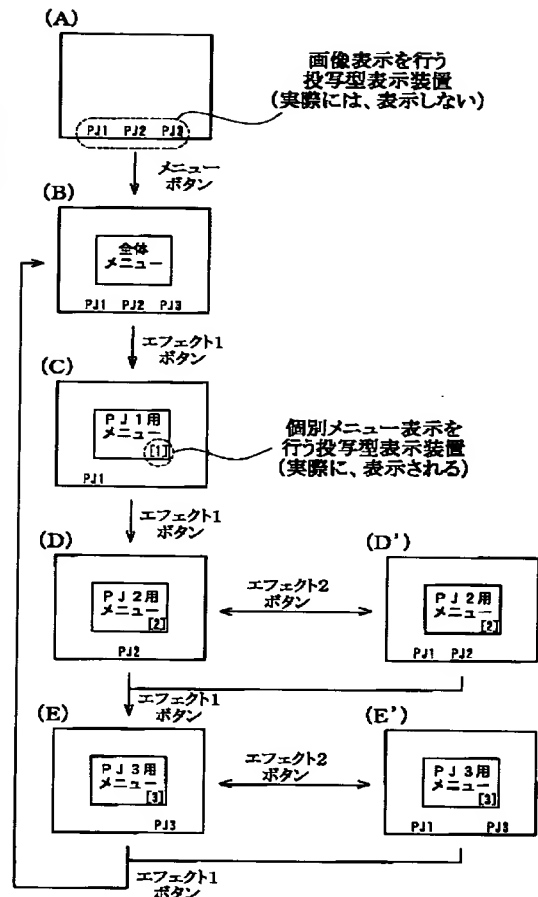 (A)
画像表示を行う
投写型表示装置
(実際には、表示しない)
PJ1 PJ2 PJ3
メニュー
ボタン
(B)
全体
メニュー
PJ1 PJ2 PJ3
エフェクト1
ボタン
(C)
PJ1用
メニュー
[1]
PJ1
個別メニュー表示を
行う投写型表示装置
(実際に、表示される)
エフェクト1
ボタン
(D)
PJ2用
メニュー
[2]
PJ2
エフェクト2
ボタン
(D')
PJ2用
メニュー
[2]
PJ1 PJ2
エフェクト1
ボタン
(E)
PJ3用
メニュー
[3]
PJ3
エフェクト2
ボタン
(E')
PJ3用
メニュー
[3]
PJ1 PJ3
エフェクト1
ボタン